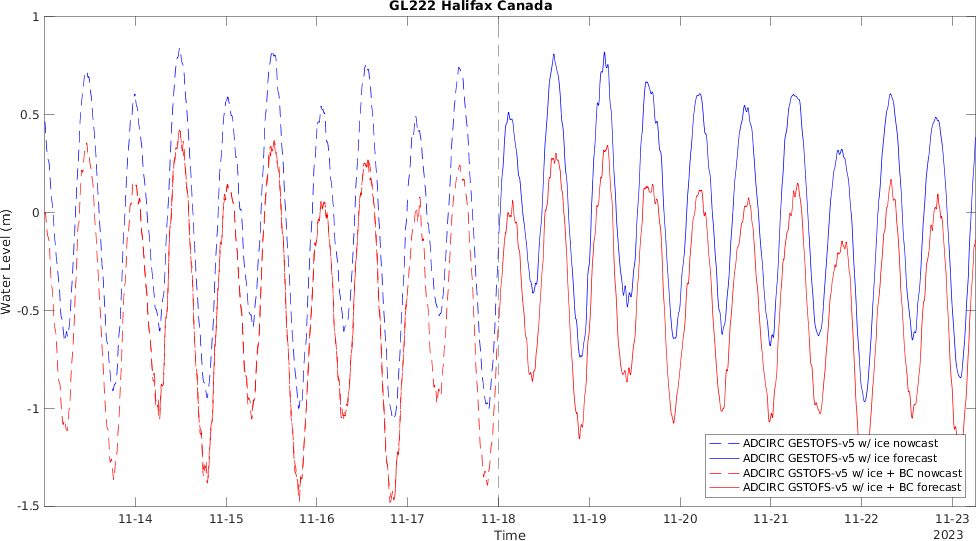 GL222 Halifax Canada
Water Level (m)
1
0.5
0
-0.5
-1
-1.5
11-14
11-15
11-16
11-17
11-18
11-19
11-20
11-21
11-22
11-23
Time
2023
ADCIRC GESTOFS-v5 w/ ice nowcast
ADCIRC GESTOFS-v5 w/ ice forecast
ADCIRC GSTOFS-v5 w/ ice + BC nowcast
ADCIRC GSTOFS-v5 w/ ice + BC forecast